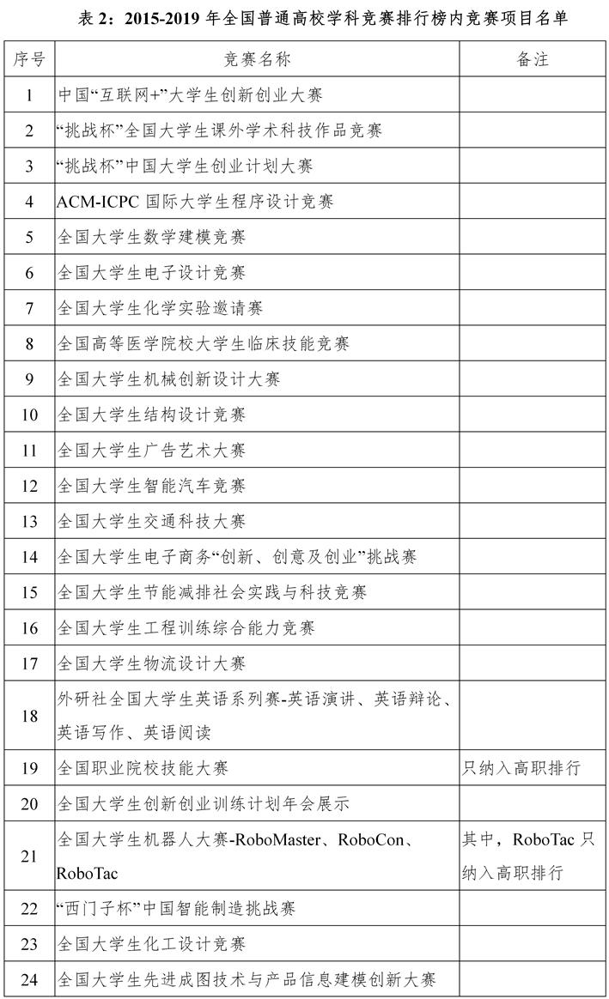 表 2：2015-2019 年全国普通高校学科竞赛排行榜内竞赛项目名单
序号 竞赛名称 备注
1 中国“互联网+”大学生创新创业大赛
2 “挑战杯”全国大学生课外学术科技作品竞赛
3 “挑战杯”中国大学生创业计划大赛
4 ACM-ICPC 国际大学生程序设计竞赛
5 全国大学生数学建模竞赛
6 全国大学生电子设计竞赛
7 全国大学生化学实验邀请赛
8 全国高等医学院校大学生临床技能竞赛
9 全国大学生机械创新设计大赛
10 全国大学生结构设计竞赛
11 全国大学生广告艺术大赛
12 全国大学生智能汽车竞赛
13 全国大学生交通科技大赛
14 全国大学生电子商务“创新、创意及创业”挑战赛
15 全国大学生节能减排社会实践与科技竞赛
16 全国大学生工程训练综合能力竞赛
17 全国大学生物流设计大赛
18 外研社全国大学生英语系列赛-英语演讲、英语辩论、
英语写作、英语阅读
19 全国职业院校技能大赛 只纳入高职排行
20 全国大学生创新创业训练计划年会展示
21 全国大学生机器人大赛-RoboMaster、RoboCon、
RoboTac
其中，RoboTac 只
纳入高职排行
22 “西门子杯”中国智能制造挑战赛
23 全国大学生化工设计竞赛
24 全国大学生先进成图技术与产品信息建模创新大赛